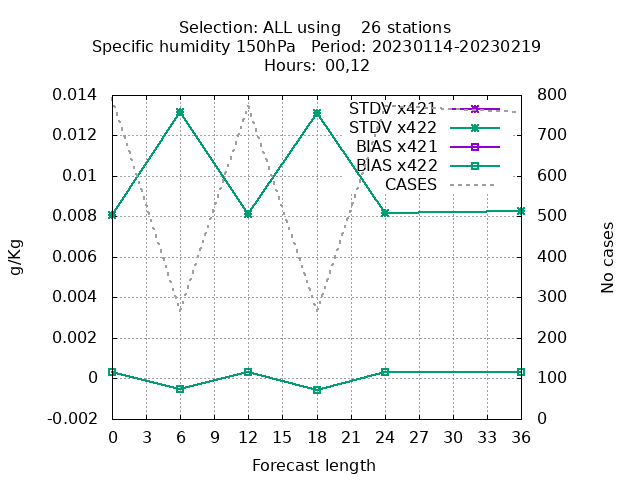 Selection: ALL using    26 stations
Specific humidity 150hPa   Period: 20230114-20230219
Hours: 00,12
0.014
0.012
0.01
0.008
0.006
0.004
0.002
0
-0.002
g/Kg
STDV x421
STDV x422
BIAS x421
BIAS x422
CASES
800
700
600
500
400
300
200
100
0
No cases
0 3 6 9 12 15 18 21 24 27 30 33 36
Forecast length